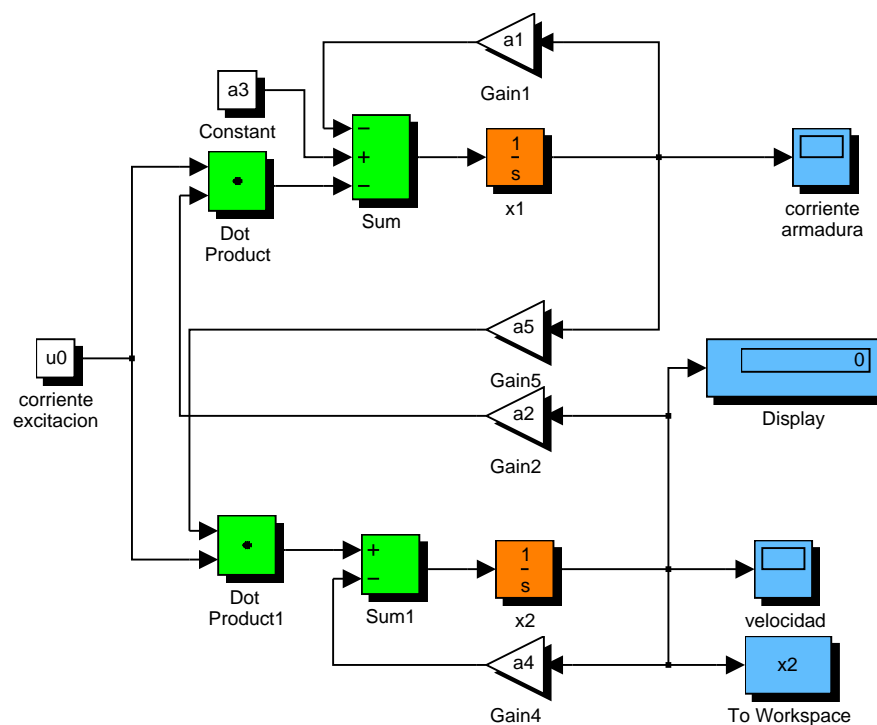 a1
Gain1
a3
Constant
−
+
−
Sum
1
s
x1
corriente
armadura
Dot
Product
a5
Gain5
u0
corriente
excitacion
0
Display
a2
Gain2
Dot
Product1
+
−
Sum1
1
s
x2
velocidad
a4
Gain4
x2
To Workspace